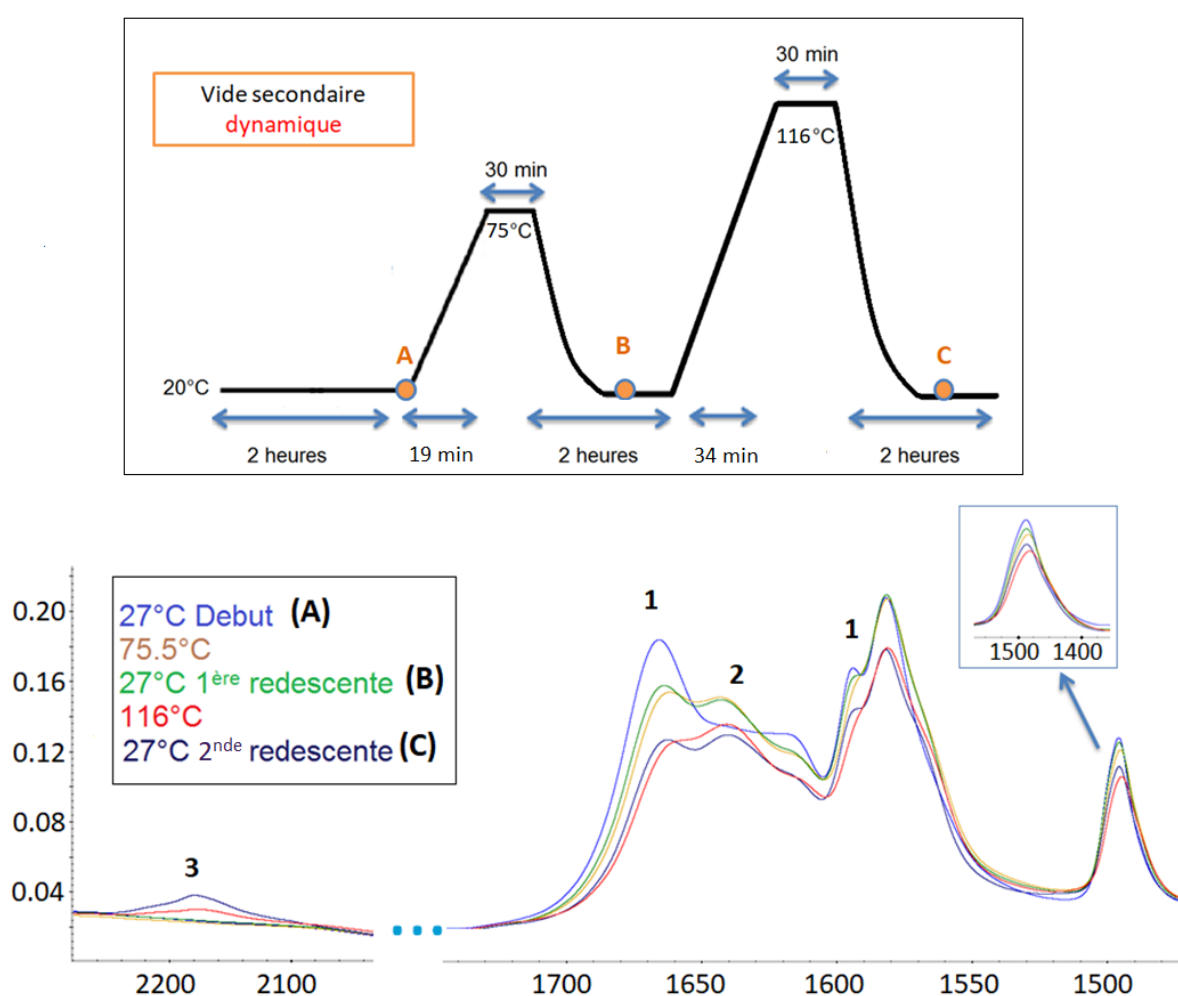 30 min
Vide secondaire
dynamique
116°C
30 min
75°C
A
B
C
20°C
2 heures
19 min
2 heures
34 min
2 heures
0.20
0.16
0.12
0.08
0.04
27°C Debut (A)
75.5°C
27°C 1ère redescente (B)
116°C
27°C 2nde redescente (C)
1
2
1
3
1500 1400
2200 2100 1700 1650 1600 1550 1500